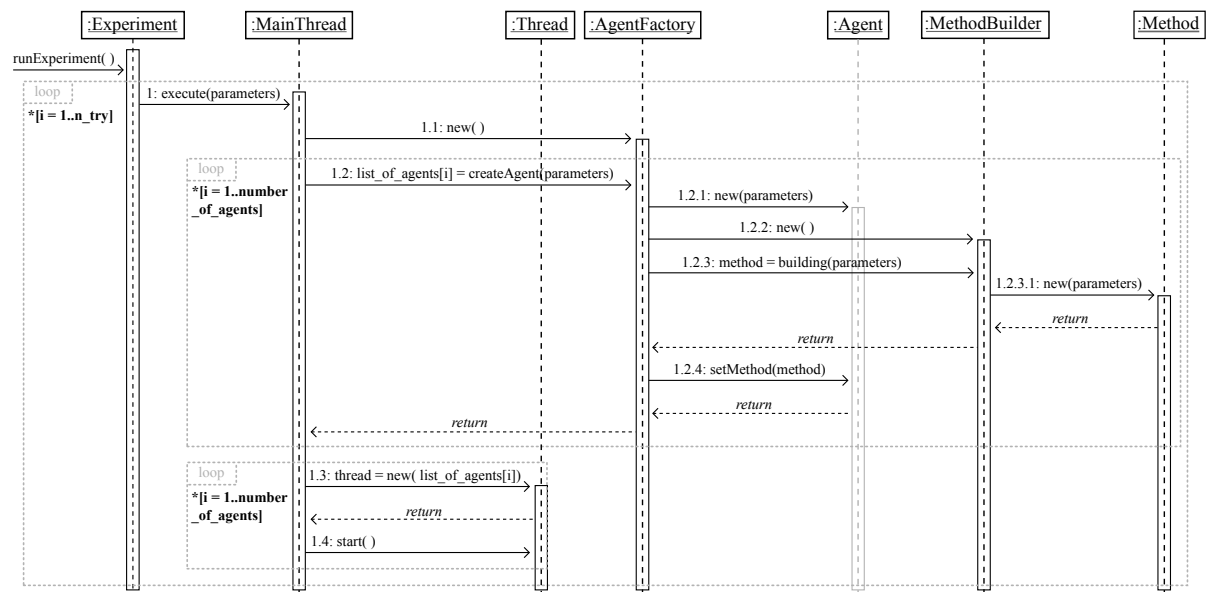 :Experiment
:MainThread
:Thread
:AgentFactory
:Agent
:MethodBuilder
:Method
runExperiment( )
loop
*[i = 1..n_try]
1: execute(parameters)
1.1: new( )
loop
*[i = 1..number
_of_agents]
1.2: list_of_agents[i] = createAgent(parameters)
1.2.1: new(parameters)
1.2.2: new( )
1.2.3: method = building(parameters)
1.2.3.1: new(parameters)
return
return
1.2.4: setMethod(method)
return
return
loop
*[i = 1..number
_of_agents]
1.3: thread = new( list_of_agents[i])
return
1.4: start( )